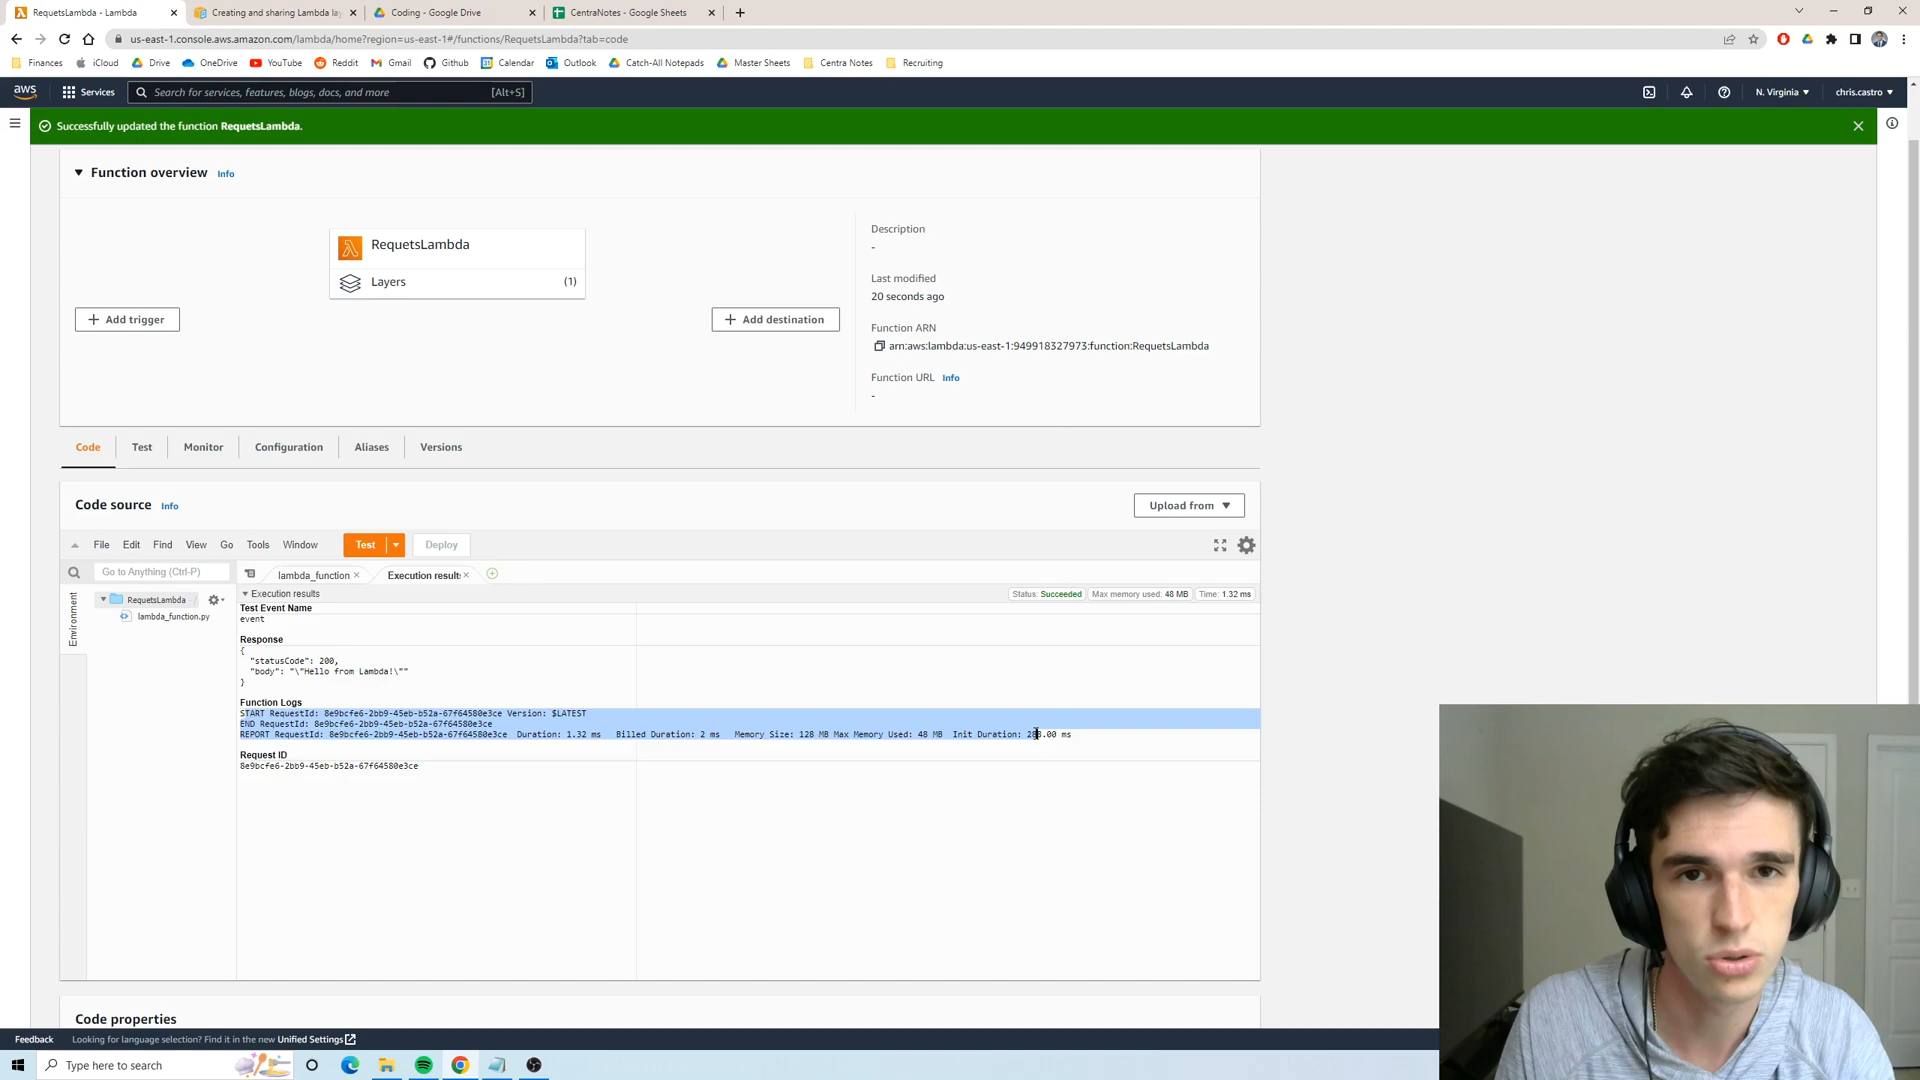 RequetsLambda - Lambda
Creating and sharing Lambda lay
Coding - Google Drive
CentraNotes - Google Sheets
us-east-1.console.aws.amazon.com/lambda/home?region=us-east-1#/functions/RequetsLambda?tab=code
Finances iCloud Drive OneDrive YouTube Reddit Gmail Github Calendar Outlook Catch-All Notepads Master Sheets Centra Notes Recruiting
aws Services Search for services, features, blogs, docs, and more [Alt+S] N. Virginia chris.castro
Successfully updated the function RequetsLambda.
Function overview Info
RequetsLambda
Layers (1)
Add trigger
Add destination
Description
-
Last modified
20 seconds ago
Function ARN
arn:aws:lambda:us-east-1:949918327973:function:RequetsLambda
Function URL Info
-
Code Test Monitor Configuration Aliases Versions
Code source Info
Upload from
File Edit Find View Go Tools Window Test Deploy
Go to Anything (Ctrl-P)
lambda_function Execution results
Environment
RequetsLambda
lambda_function.py
Execution results
Status: Succeeded Max memory used: 48 MB Time: 1.32 ms
Test Event Name
event
Response
{
"statusCode": 200,
"body": "\"Hello from Lambda!\""
}
Function Logs
START RequestId: 8e9bcfe6-2bb9-45eb-b52a-67f64580e3ce Version: $LATEST
END RequestId: 8e9bcfe6-2bb9-45eb-b52a-67f64580e3ce
REPORT RequestId: 8e9bcfe6-2bb9-45eb-b52a-67f64580e3ce Duration: 1.32 ms Billed Duration: 2 ms Memory Size: 128 MB Max Memory Used: 48 MB Init Duration: ms
Request ID
8e9bcfe6-2bb9-45eb-b52a-67f64580e3ce
Code properties
Feedback Looking for language selection? Find it in the new Unified Settings
Type here to search